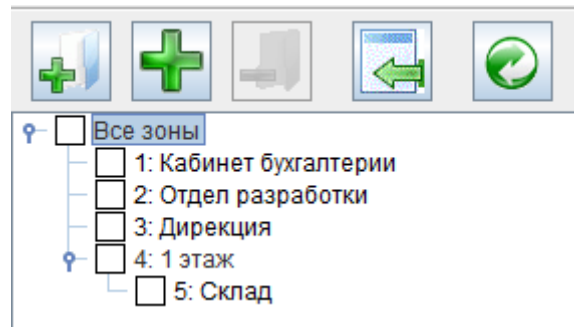 Все зоны
1: Кабинет бухгалтерии
2: Отдел разработки
3: Дирекция
4: 1 этаж
5: Склад